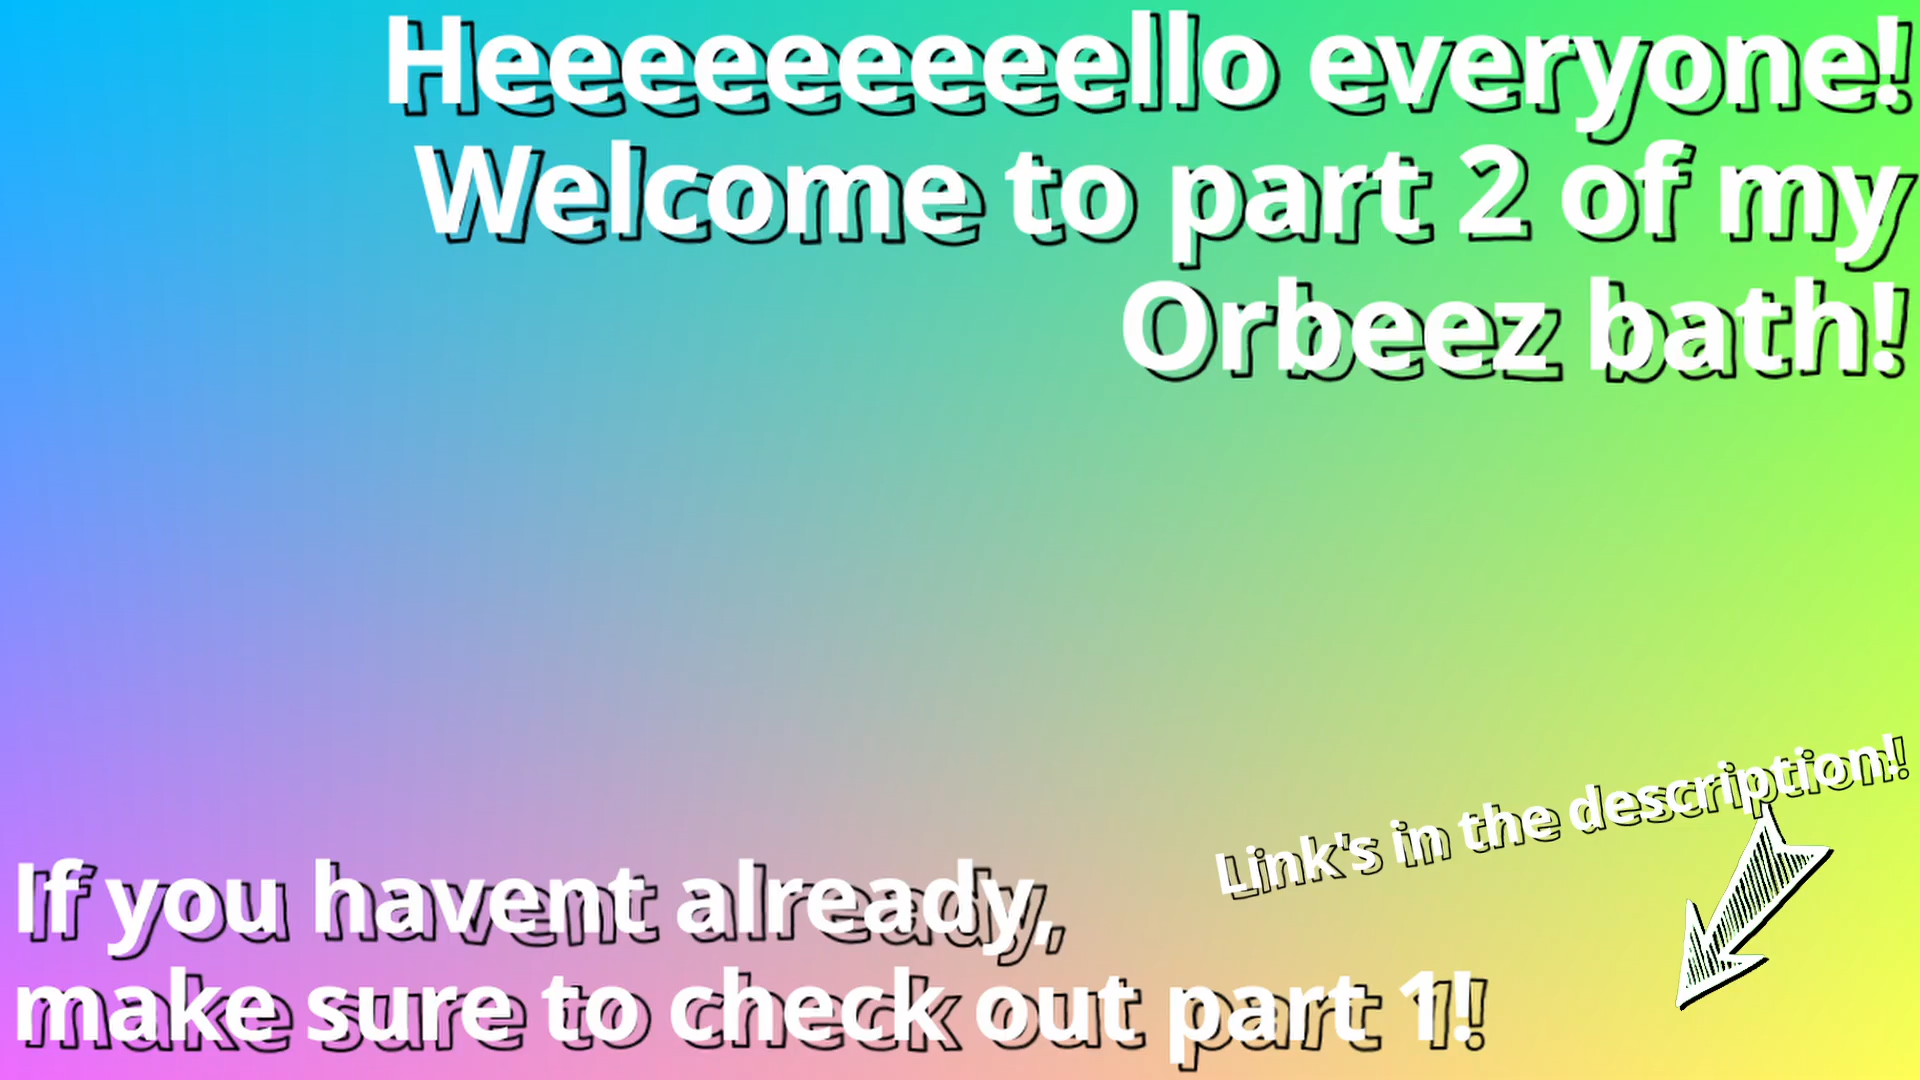 Heeeeeeeeello everyone!
Welcome to part 2 of my
Orbeez bath!
Link's in the description!
If you havent already,
make sure to check out part 1!